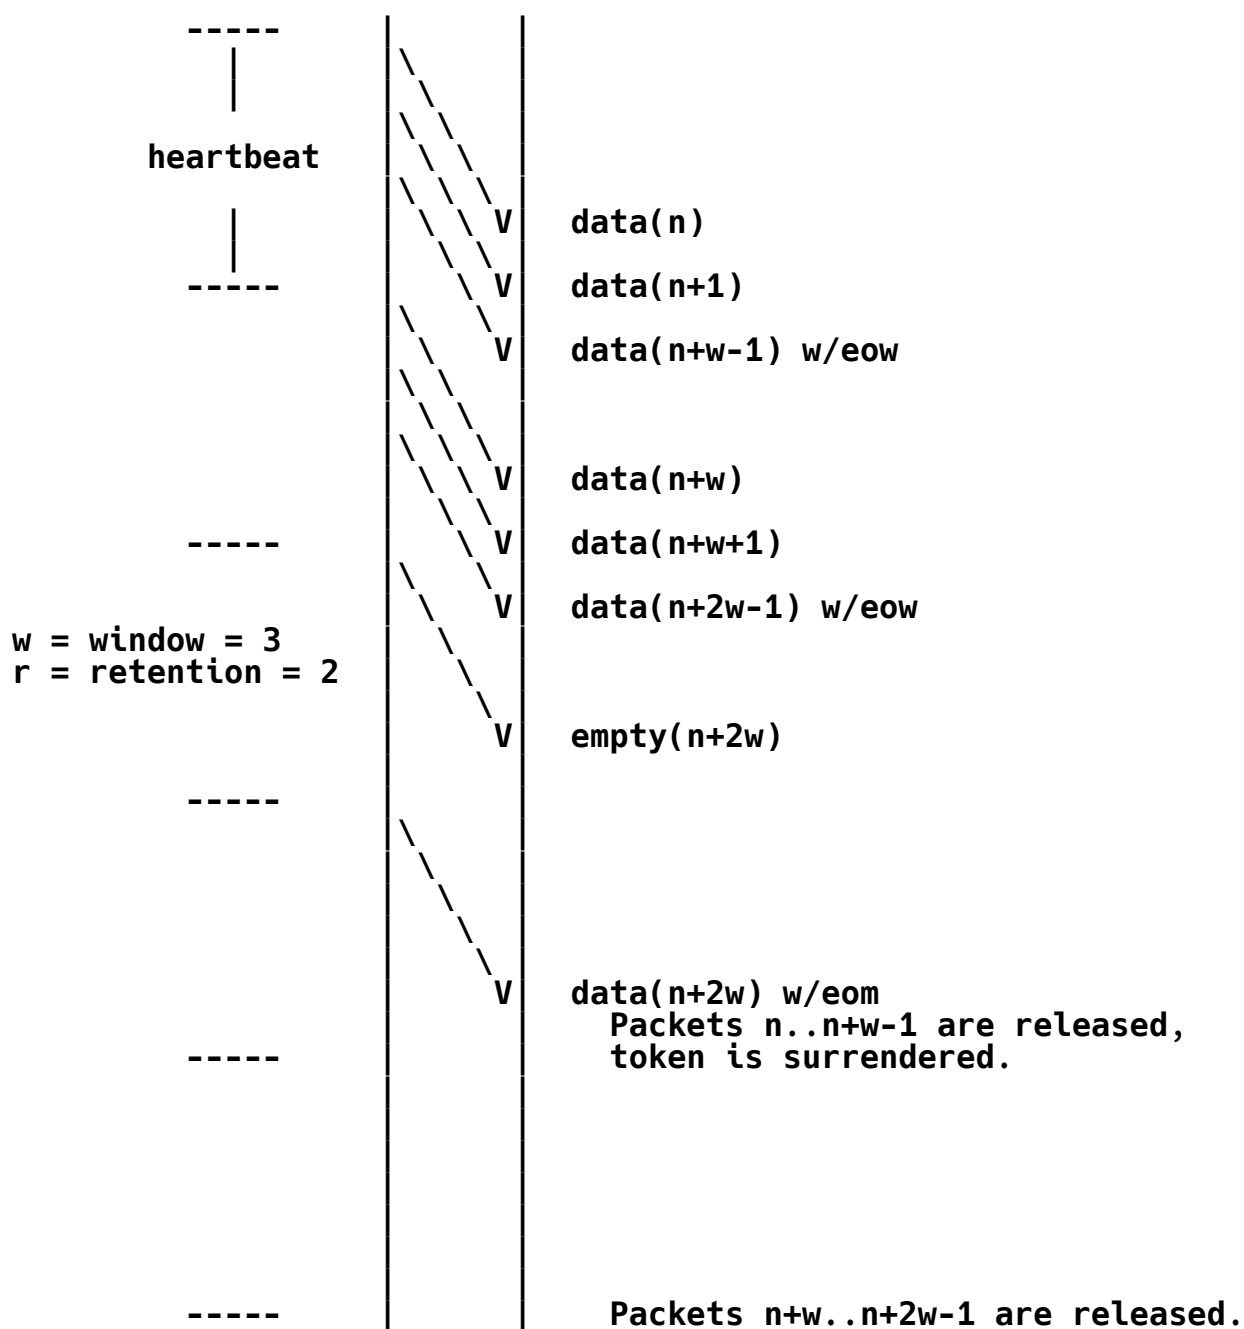 heartbeat
data(n)
data(n+1)
data(n+w-1) w/eow
data(n+w)
data(n+w+1)
data(n+2w-1) w/eow
w = window = 3
r = retention = 2
empty(n+2w)
data(n+2w) w/eom
Packets n..n+w-1 are released,
token is surrendered.
Packets n+w..n+2w-1 are released.